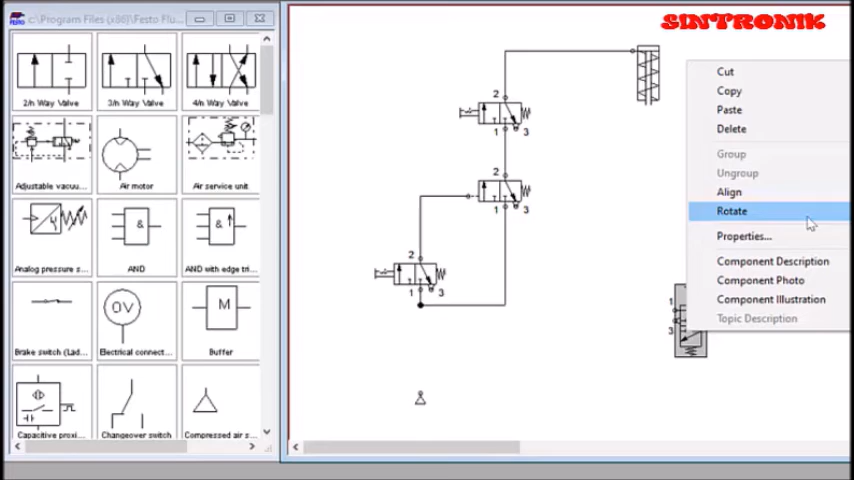 c:\Program Files (x86)\Festo Flu...
FESTO
SINTRONIK
2/n Way Valve
3/n Way Valve
4/n Way Valve
Adjustable vacuu...
Air motor
Air service unit
Analog pressure s...
&
AND
&
AND with edge tri...
Brake switch (Lad...
0V
Electrical connect...
M
Buffer
Capacitive proxi...
Changeover switch
Compressed air s...
2
1
3
2
1
3
2
1
3
1
3
Cut
Copy
Paste
Delete
Group
Ungroup
Align
Rotate
Properties...
Component Description
Component Photo
Component Illustration
Topic Description